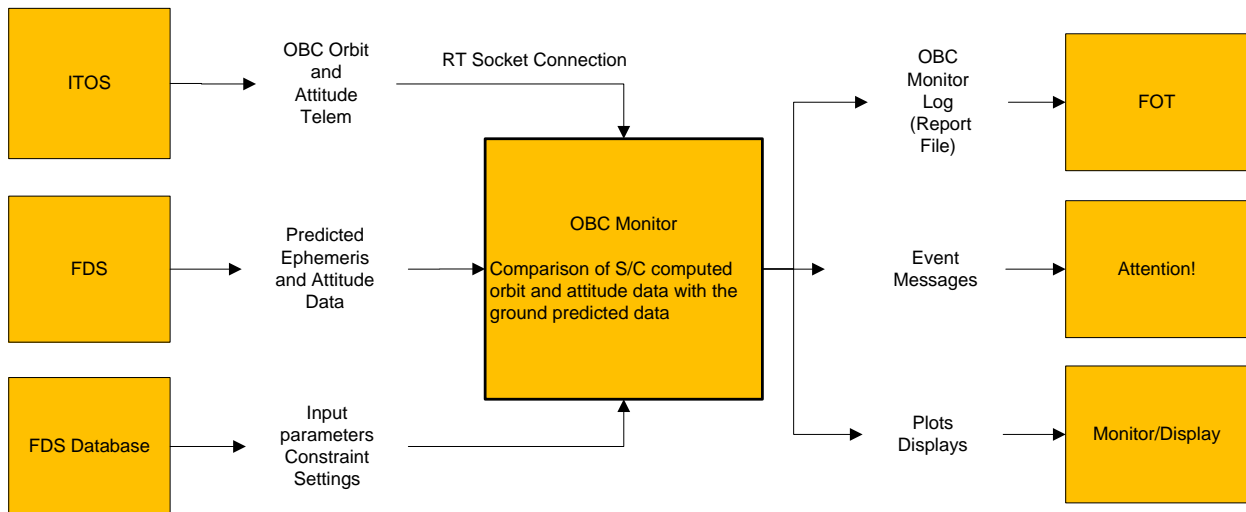 ITOS
OBC Orbit
and
Attitude
Telem
RT Socket Connection
FDS
Predicted
Ephemeris
and Attitude
Data
FDS Database
Input
parameters
Constraint
Settings
OBC Monitor
Comparison of S/C computed
orbit and attitude data with the
ground predicted data
OBC
Monitor
Log
(Report
File)
FOT
Event
Messages
Attention!
Plots
Displays
Monitor/Display